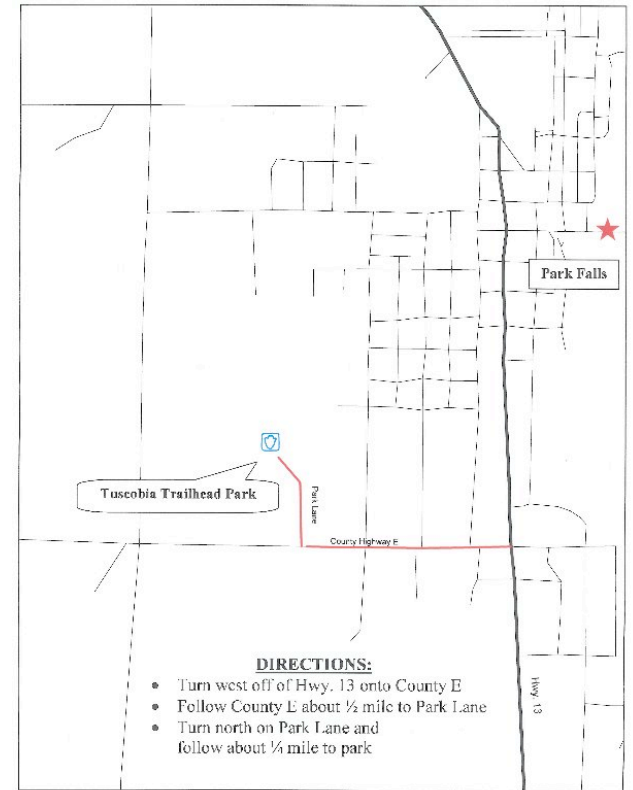 Park Falls
Tuscobia Trailhead Park
Park Lane
County Highway E
Hwy. 13
DIRECTIONS:
• Turn west off of Hwy. 13 onto County E
• Follow County E about ½ mile to Park Lane
• Turn north on Park Lane and
follow about ¼ mile to park